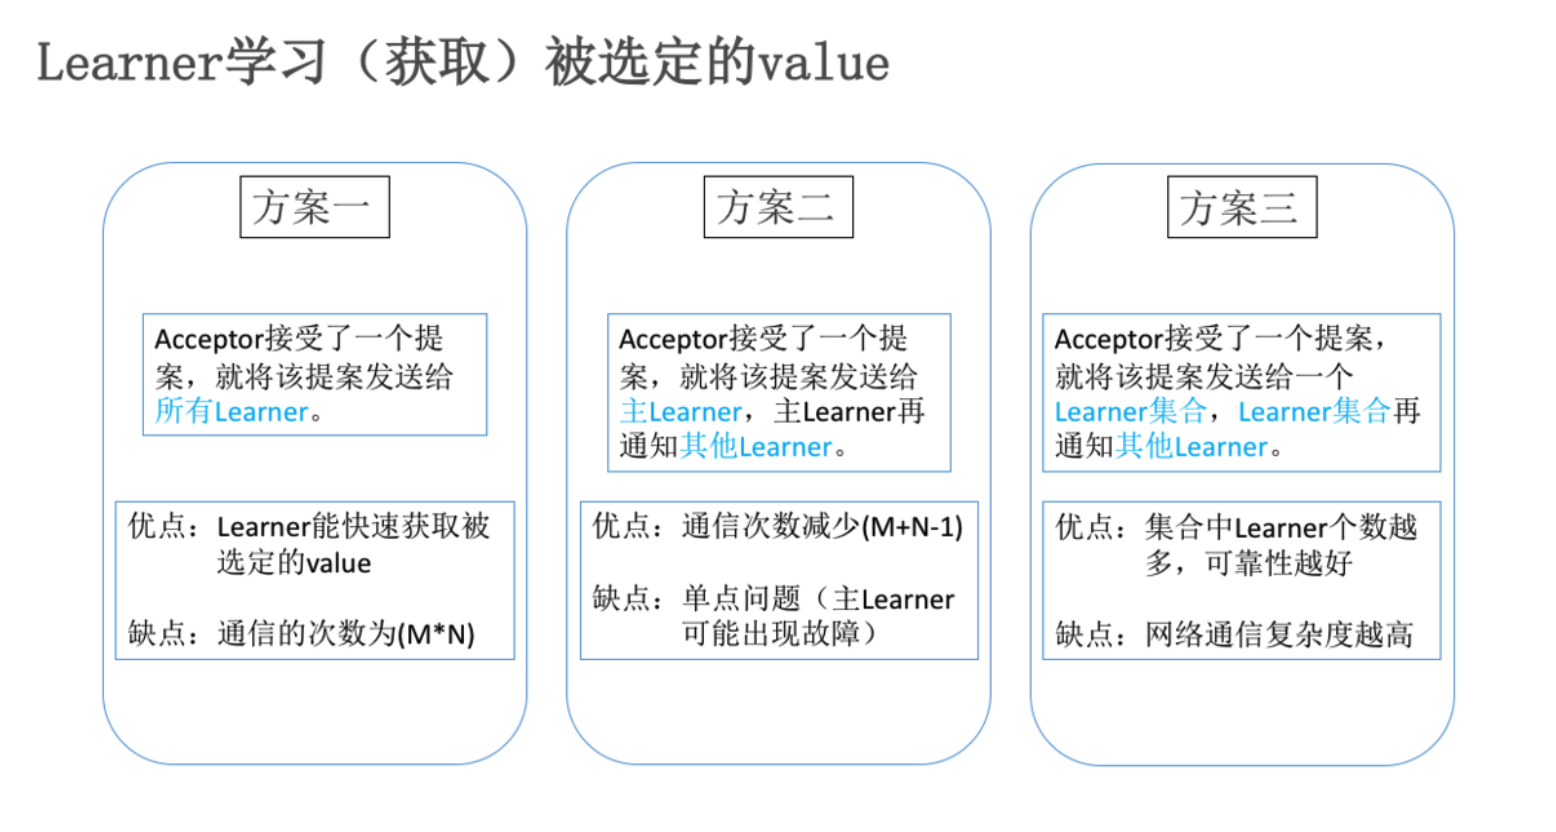 Learner学习（获取）被选定的value
方案一
Acceptor接受了一个提
案，就将该提案发送给
所有Learner。
优点：Learner能快速获取被
选定的value
缺点：通信的次数为(M*N)
方案二
Acceptor接受了一个提
案，就将该提案发送给
主Learner，主Learner再
通知其他Learner。
优点：通信次数减少(M+N-1)
缺点：单点问题（主Learner
可能出现故障）
方案三
Acceptor接受了一个提案，
就将该提案发送给一个
Learner集合，Learner集合再
通知其他Learner。
优点：集合中Learner个数越
多，可靠性越好
缺点：网络通信复杂度越高